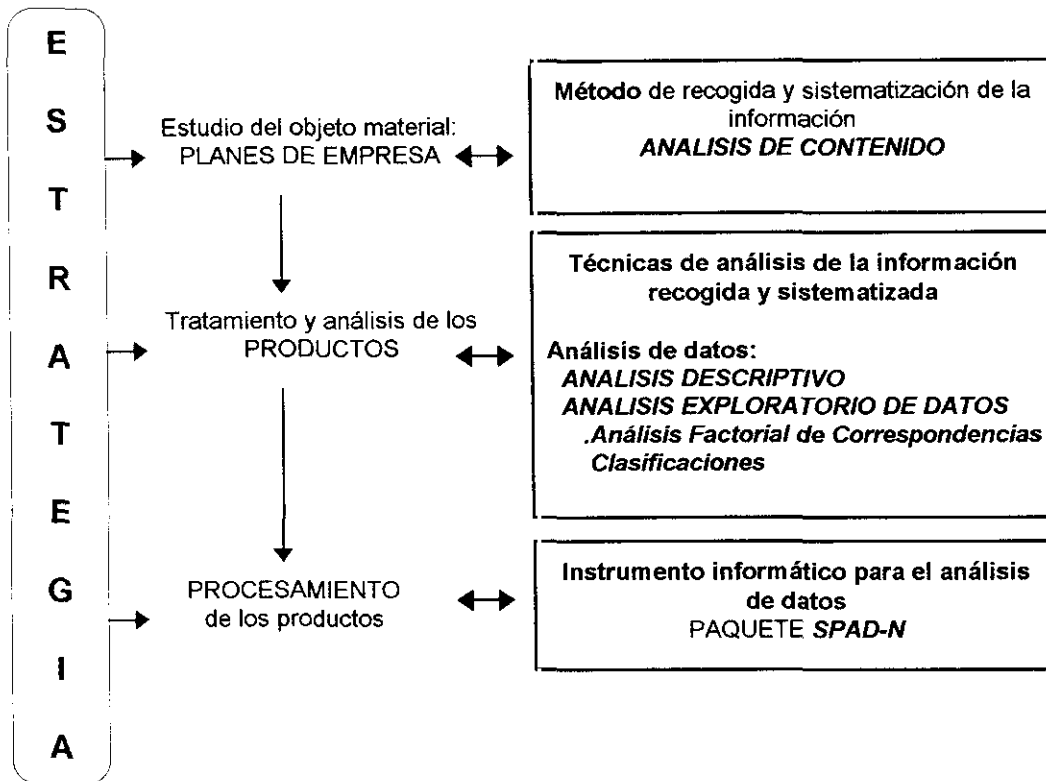 E
S
T
R
A
T
E
G
I
A
Estudio del objeto material:
PLANES DE EMPRESA
Tratamiento y análisis de los
PRODUCTOS
PROCESAMIENTO
de los productos
Método de recogida y sistematización de la
información
ANALISIS DE CONTENIDO
Técnicas de análisis de la información
recogida y sistematizada
Análisis de datos:
ANALISIS DESCRIPTIVO
ANALISIS EXPLORATORIO DE DATOS
.Análisis Factorial de Correspondencias
Clasificaciones
Instrumento informático para el análisis
de datos
PAQUETE SPAD-N